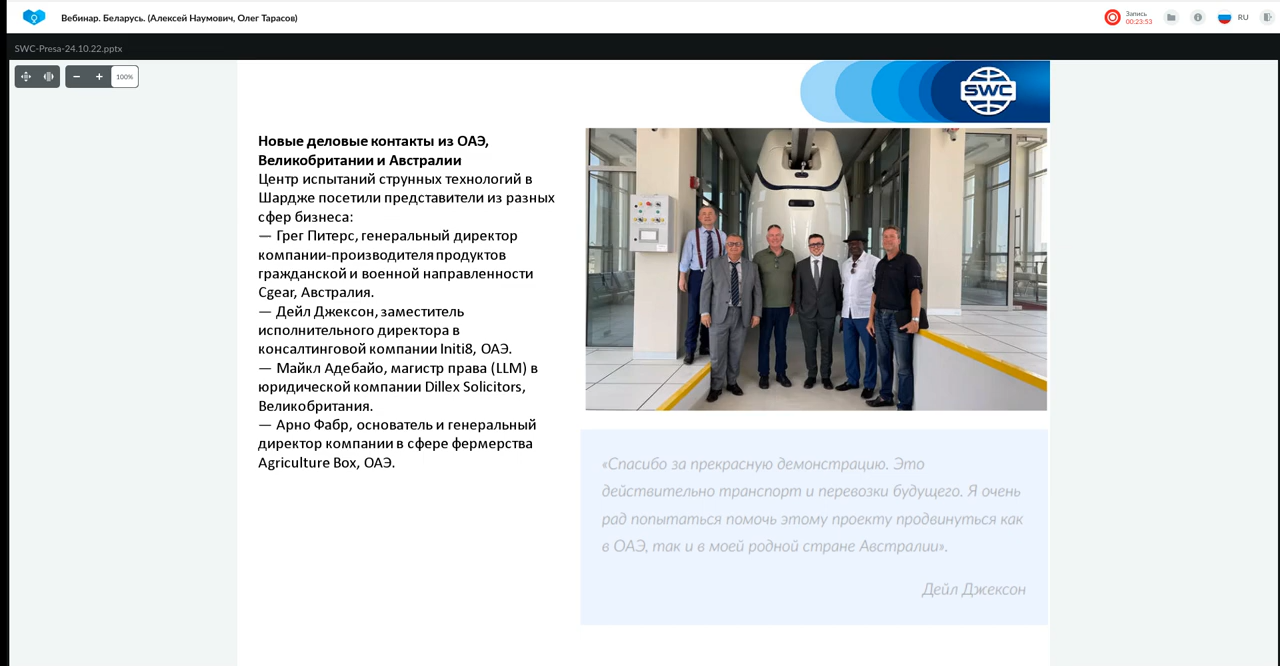 Вебинар. Беларусь. (Алексей Наумович, Олег Тарасов)
Запись
00:23:53
RU
SWC-Presa-24.10.22.pptx
100%
SWC
Новые деловые контакты из ОАЭ,
Великобритании и Австралии
Центр испытаний струнных технологий в
Шардже посетили представители из разных
сфер бизнеса:
— Грег Питерс, генеральный директор
компании-производителя продуктов
гражданской и военной направленности
Cgear, Австралия.
— Дейл Джексон, заместитель
исполнительного директора в
консалтинговой компании Initi8, ОАЭ.
— Майкл Адебайо, магистр права (LLM) в
юридической компании Dillex Solicitors,
Великобритания.
— Арно Фабр, основатель и генеральный
директор компании в сфере фермерства
Agriculture Box, ОАЭ.
«Спасибо за прекрасную демонстрацию. Это
действительно транспорт и перевозки будущего. Я очень
рад попытаться помочь этому проекту продвинуться как
в ОАЭ, так и в моей родной стране Австралии».
Дейл Джексон